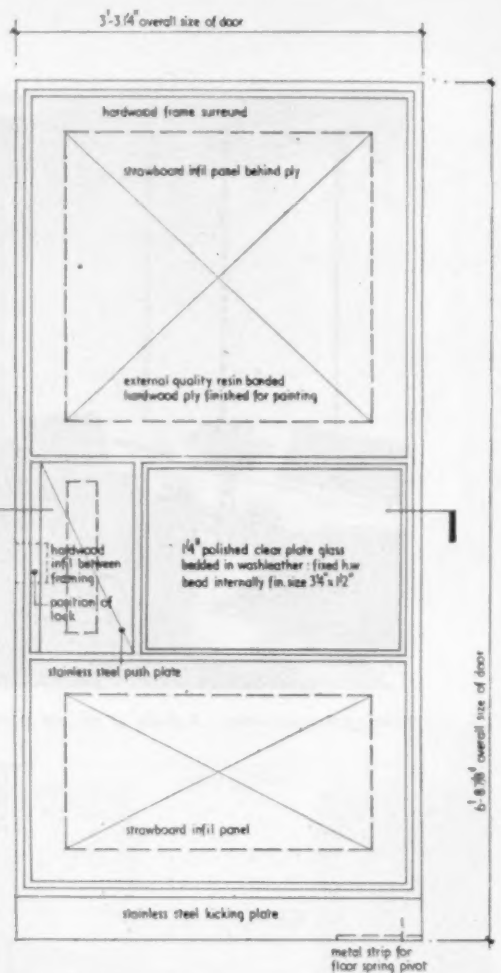 3'-3.1/4" overall size of door
hardwood frame surround
strawboard infil panel behind ply
external quality resin bonded
hardwood ply finished for painting
1/4" polished clear plate glass
bedded in washleather : fixed h.w
bead internally fin. size 3/4" x 1/2"
hardwood
infil between
framing
position of
lock
stainless steel push plate
6'-8.7/8" overall size of door
strawboard infil panel
stainless steel kicking plate
metal strip for
floor spring pivot